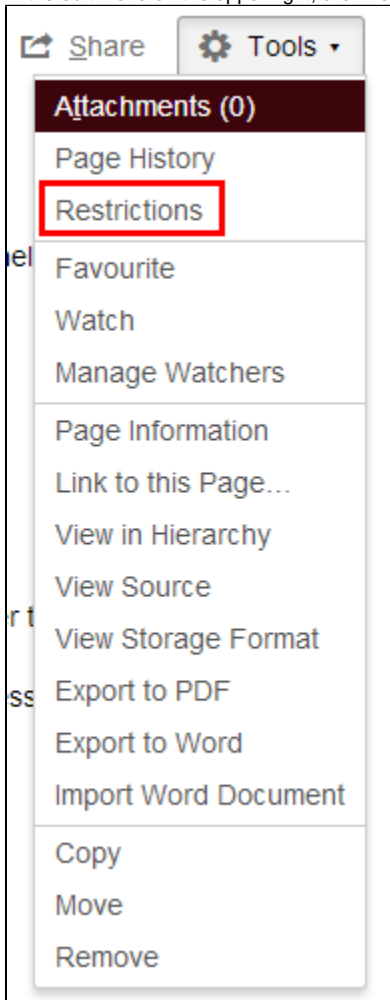 Share Tools
Attachments (0)
Page History
Restrictions
Favourite
Watch
Manage Watchers
Page Information
Link to this Page...
View in Hierarchy
View Source
View Storage Format
Export to PDF
Export to Word
Import Word Document
Copy
Move
Remove